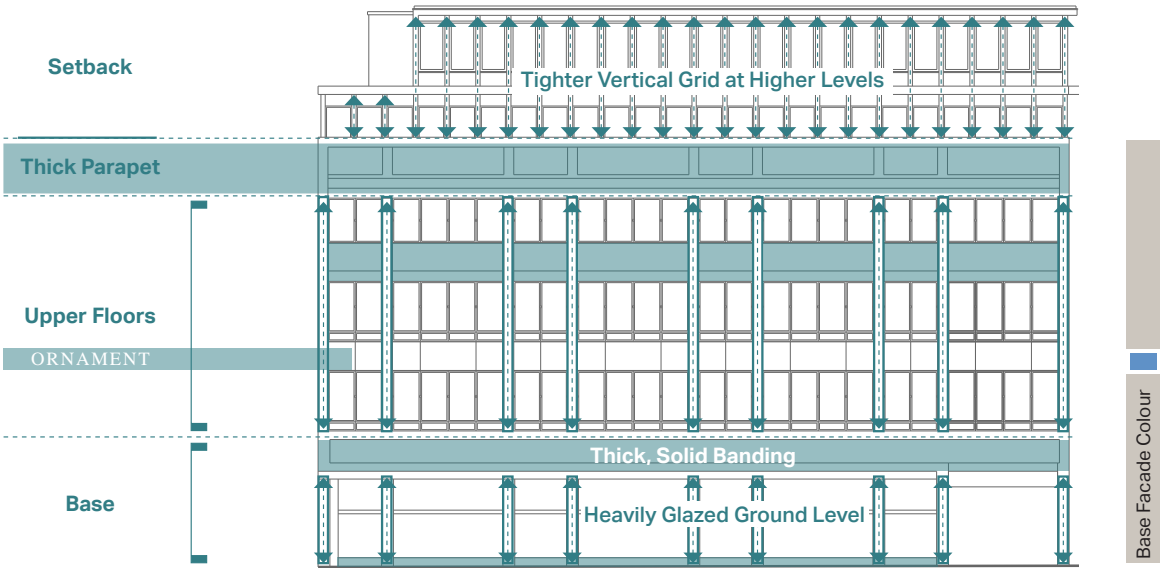 Setback
Tighter Vertical Grid at Higher Levels
Thick Parapet
Upper Floors
ORNAMENT
Thick, Solid Banding
Base
Heavily Glazed Ground Level
Base Facade Colour